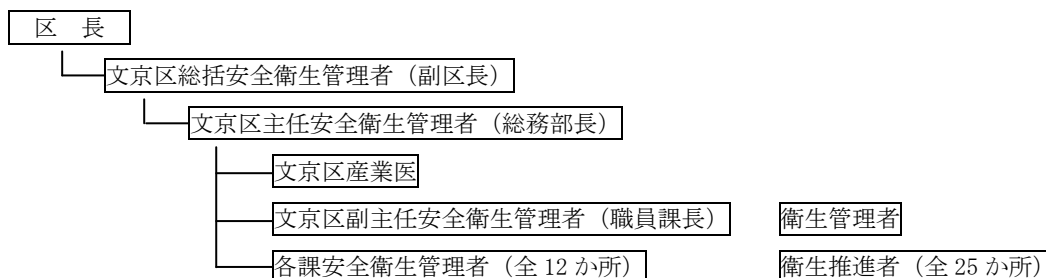 区 長
文京区総括安全衛生管理者(副区長)
文京区主任安全衛生管理者(総務部長)
文京区産業医
文京区副主任安全衛生管理者(職員課長) 衛生管理者
各課安全衛生管理者(全 12 か所) 衛生推進者(全 25 か所)